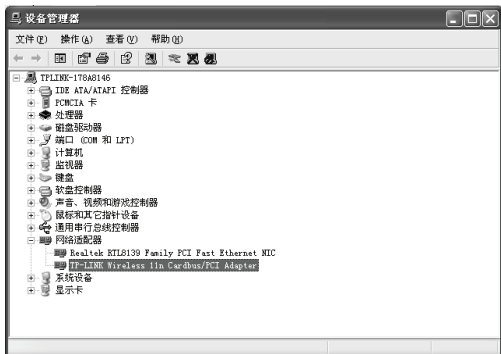 设备管理器
文件(F) 操作(A) 查看(V) 帮助(H)
TPLINK-178A8146
IDE ATA/ATAPI 控制器
PCMCIA 卡
处理器
磁盘驱动器
端口 (COM 和 LPT)
计算机
监视器
键盘
软盘控制器
声音、视频和游戏控制器
鼠标和其它指针设备
通用串行总线控制器
网络适配器
Realtek RTL8139 Family PCI Fast Ethernet NIC
TP-LINK Wireless 11n Cardbus/PCI Adapter
系统设备
显示卡